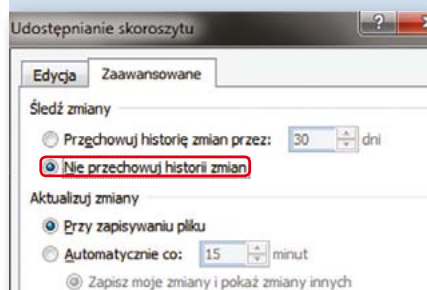 Udostępnianie skoroszytu
Edycja Zaawansowane
Śledź zmiany
Przechowuj historię zmian przez: 30 dni
Nie przechowuj historii zmian
Aktualizuj zmiany
Przy zapisywaniu pliku
Automatycznie co: 15 minut
Zapisz moje zmiany i pokaż zmiany innych